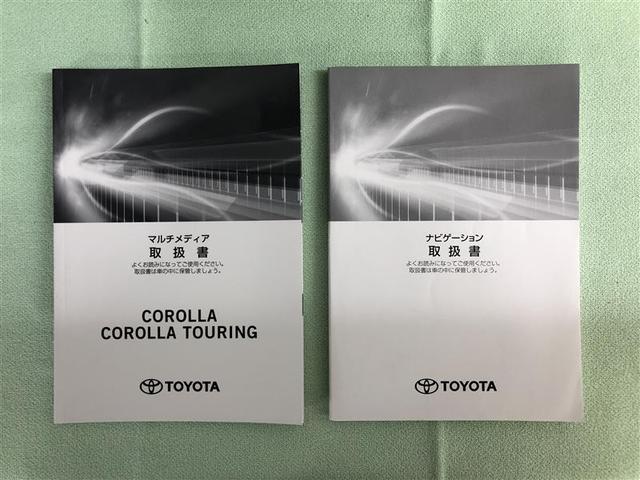 マルチメディア
取扱書
よくお読みになってご使用ください。
取扱書は車の中に保管しましょう。
COROLLA
COROLLA TOURING
TOYOTA
ナビゲーション
取扱書
よくお読みになってご使用ください。
取扱書は車の中に保管しましょう。
TOYOTA